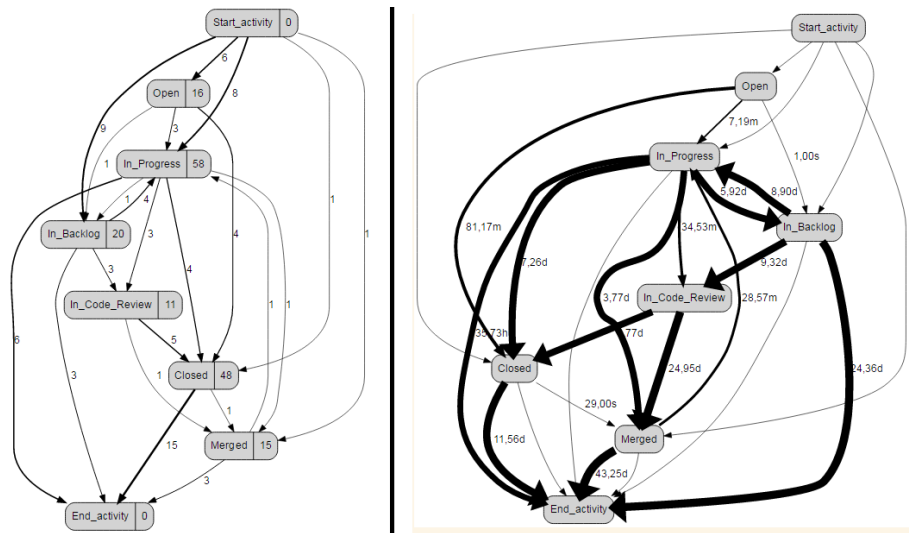 Start_activity 0
6
Open 16
8
9
3
In_Progress 58
1
1
4
1
1
In_Backlog 20
3
4
3
4
In_Code_Review 11
1
1
6
5
3
Closed 48
1
1
15
Merged 15
3
End_activity 0
Start_activity
Open
7,19m
In_Progress
1,00s
5,92d
8,90d
81,17m
34,53m
In_Backlog
7,26d
9,32d
3,77d
In_Code_Review
28,57m
35,73h
77d
Closed
24,95d
24,36d
29,00s
11,56d
Merged
43,25d
End_activity